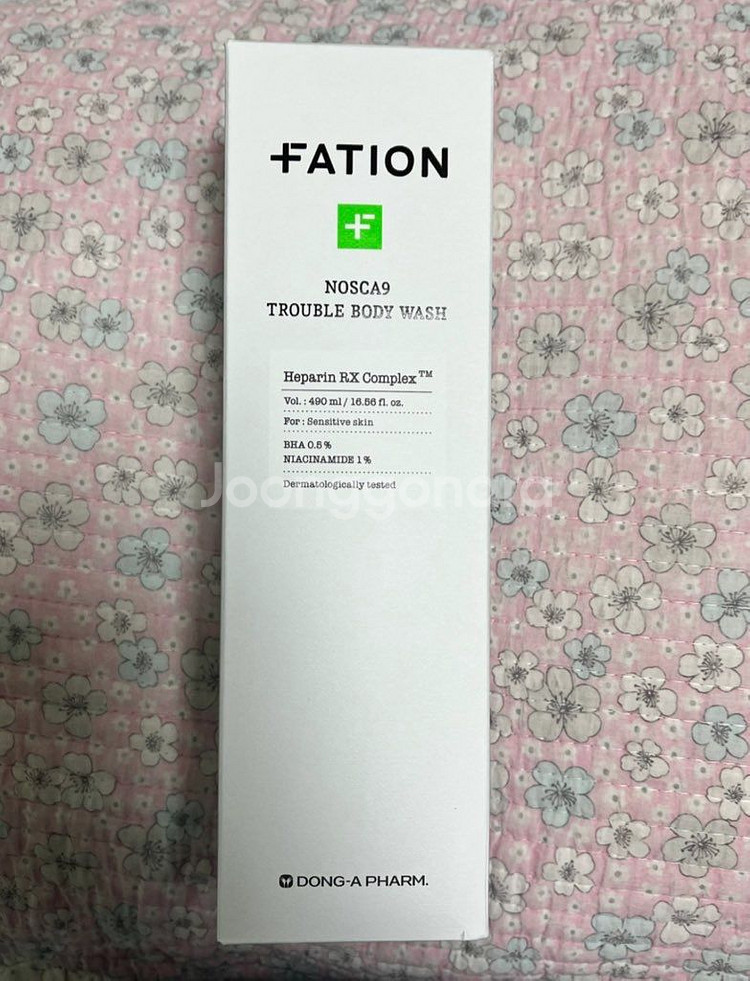 FATION
NOSCA9
TROUBLE BODY WASH
Heparin RX Complex™
Vol. : 490 ml / 16.56 fl. oz.
For : Sensitive skin
BHA 0.5 %
NIACINAMIDE 1 %
Joonggonara
Dermatologically tested
DONG-A PHARM.